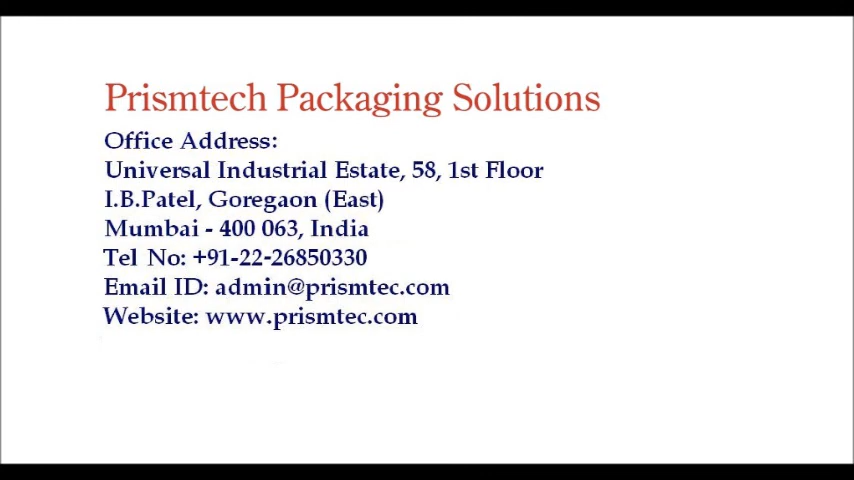 Prismtech Packaging Solutions
Office Address:
Universal Industrial Estate, 58, 1st Floor
I.B.Patel, Goregaon (East)
Mumbai - 400 063, India
Tel No: +91-22-26850330
Email ID: admin@prismtec.com
Website: www.prismtec.com